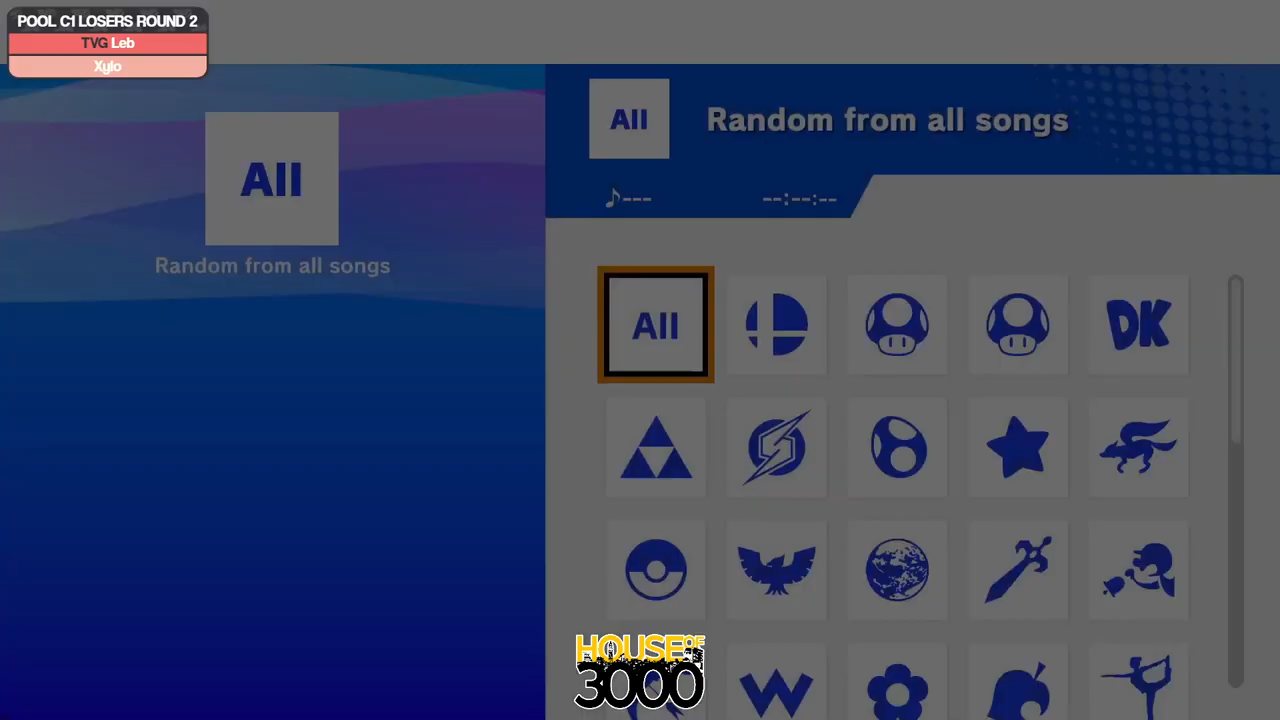 POOL C1 LOSERS ROUND 2
TVG Leb
Xylo
All
Random from all songs
All
Random from all songs
♪---
--:--:--
All
DK
HOUSE OF
3000